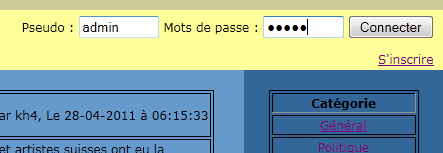 Pseudo : admin Mots de passe : ●●●●● Connecter
S'inscrire
ar kh4, Le 28-04-2011 à 06:15:33
Catégorie
Général
et artistes suisses ont eu la
Politique